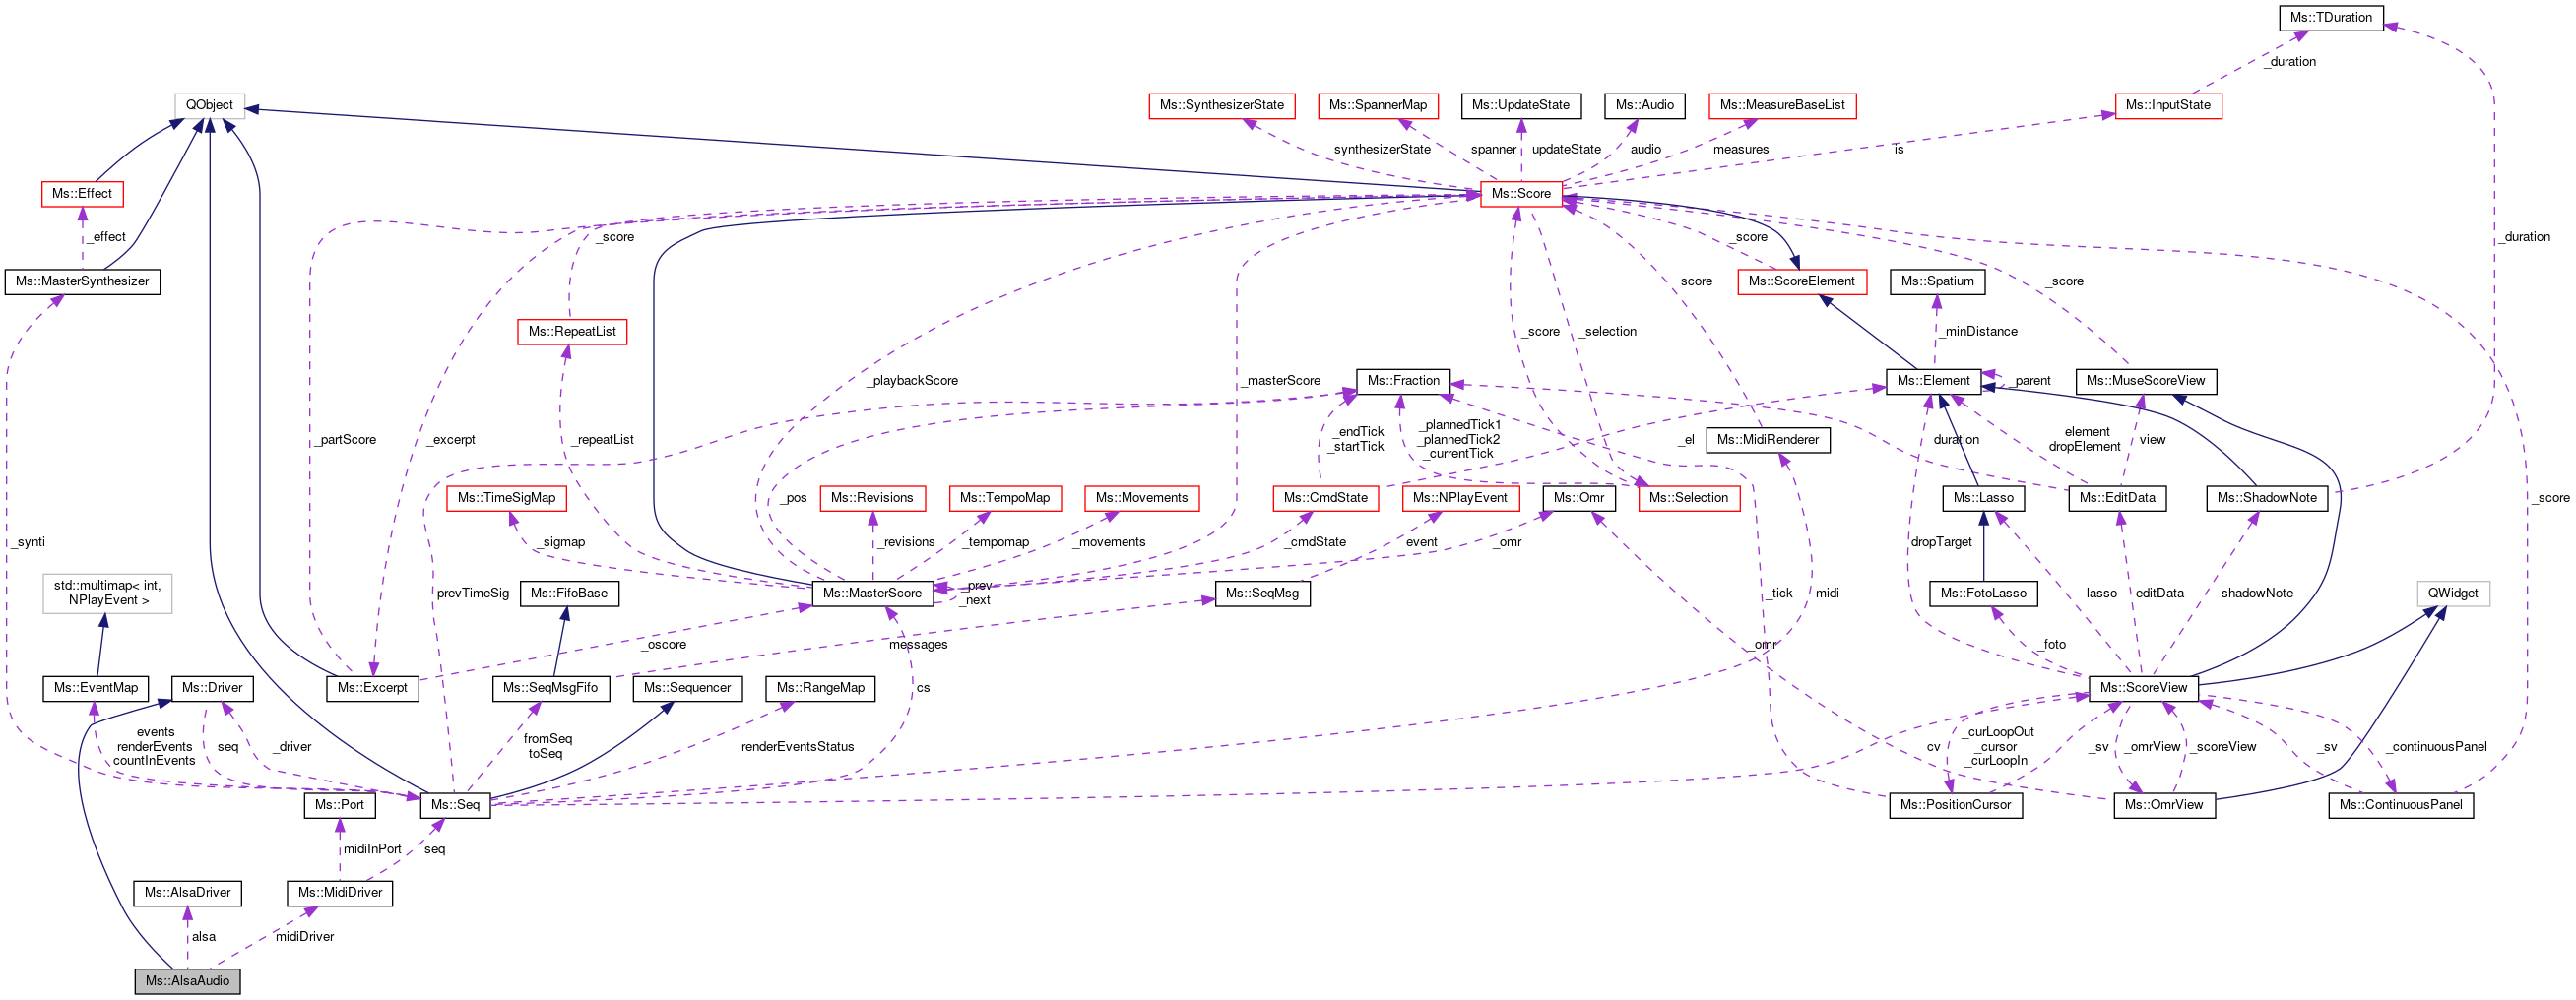 Ms::TDuration
_duration
QObject
Ms::SynthesizerState
Ms::SpannerMap
Ms::UpdateState
Ms::Audio
Ms::MeasureBaseList
Ms::InputState
_synthesizerState
_spanner
_updateState
_audio
_measures
_is
Ms::Effect
Ms::Score
_effect
_score
_score
_duration
Ms::MasterSynthesizer
score
Ms::ScoreElement
Ms::Spatium
_score
_synti
Ms::RepeatList
_score
_selection
_minDistance
_playbackScore
_masterScore
Ms::Fraction
Ms::Element
_parent
Ms::MuseScoreView
_partScore
_excerpt
_repeatList
_endTick
_startTick
_plannedTick1
_plannedTick2
_currentTick
_el
Ms::MidiRenderer
duration
element
dropElement
view
_pos
Ms::TimeSigMap
Ms::Revisions
Ms::TempoMap
Ms::Movements
Ms::CmdState
Ms::NPlayEvent
Ms::Omr
Ms::Selection
Ms::Lasso
Ms::EditData
Ms::ShadowNote
_score
_sigmap
_revisions
_tempomap
_movements
_cmdState
event
_omr
dropTarget
std::multimap< int,
NPlayEvent >
prevTimeSig
Ms::FifoBase
Ms::MasterScore
_prev
_next
Ms::SeqMsg
_tick
midi
Ms::FotoLasso
lasso
editData
shadowNote
QWidget
_oscore
messages
_omr
_foto
Ms::EventMap
Ms::Driver
Ms::Excerpt
Ms::SeqMsgFifo
Ms::Sequencer
Ms::RangeMap
cs
Ms::ScoreView
events
renderEvents
countInEvents
seq
_driver
fromSeq
toSeq
renderEventsStatus
cv
_curLoopOut
_cursor
_curLoopIn
_sv
_omrView
_scoreView
_sv
_continuousPanel
Ms::Port
Ms::Seq
Ms::PositionCursor
Ms::OmrView
Ms::ContinuousPanel
midiInPort
seq
Ms::AlsaDriver
Ms::MidiDriver
alsa
midiDriver
Ms::AlsaAudio